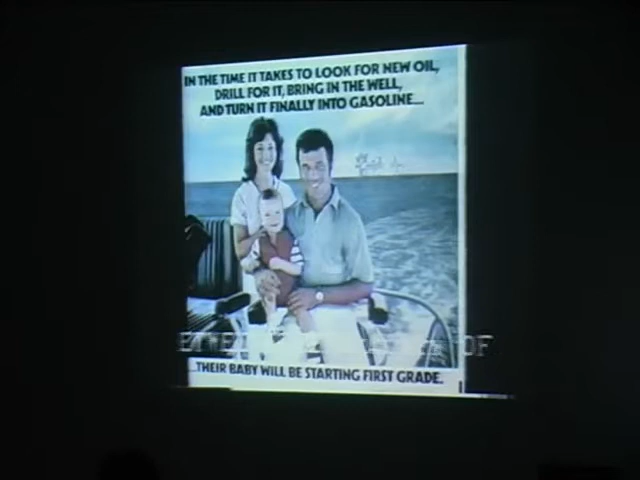 IN THE TIME IT TAKES TO LOOK FOR NEW OIL,
DRILL FOR IT, BRING IN THE WELL,
AND TURN IT FINALLY INTO GASOLINE...
OF
...THEIR BABY WILL BE STARTING FIRST GRADE.